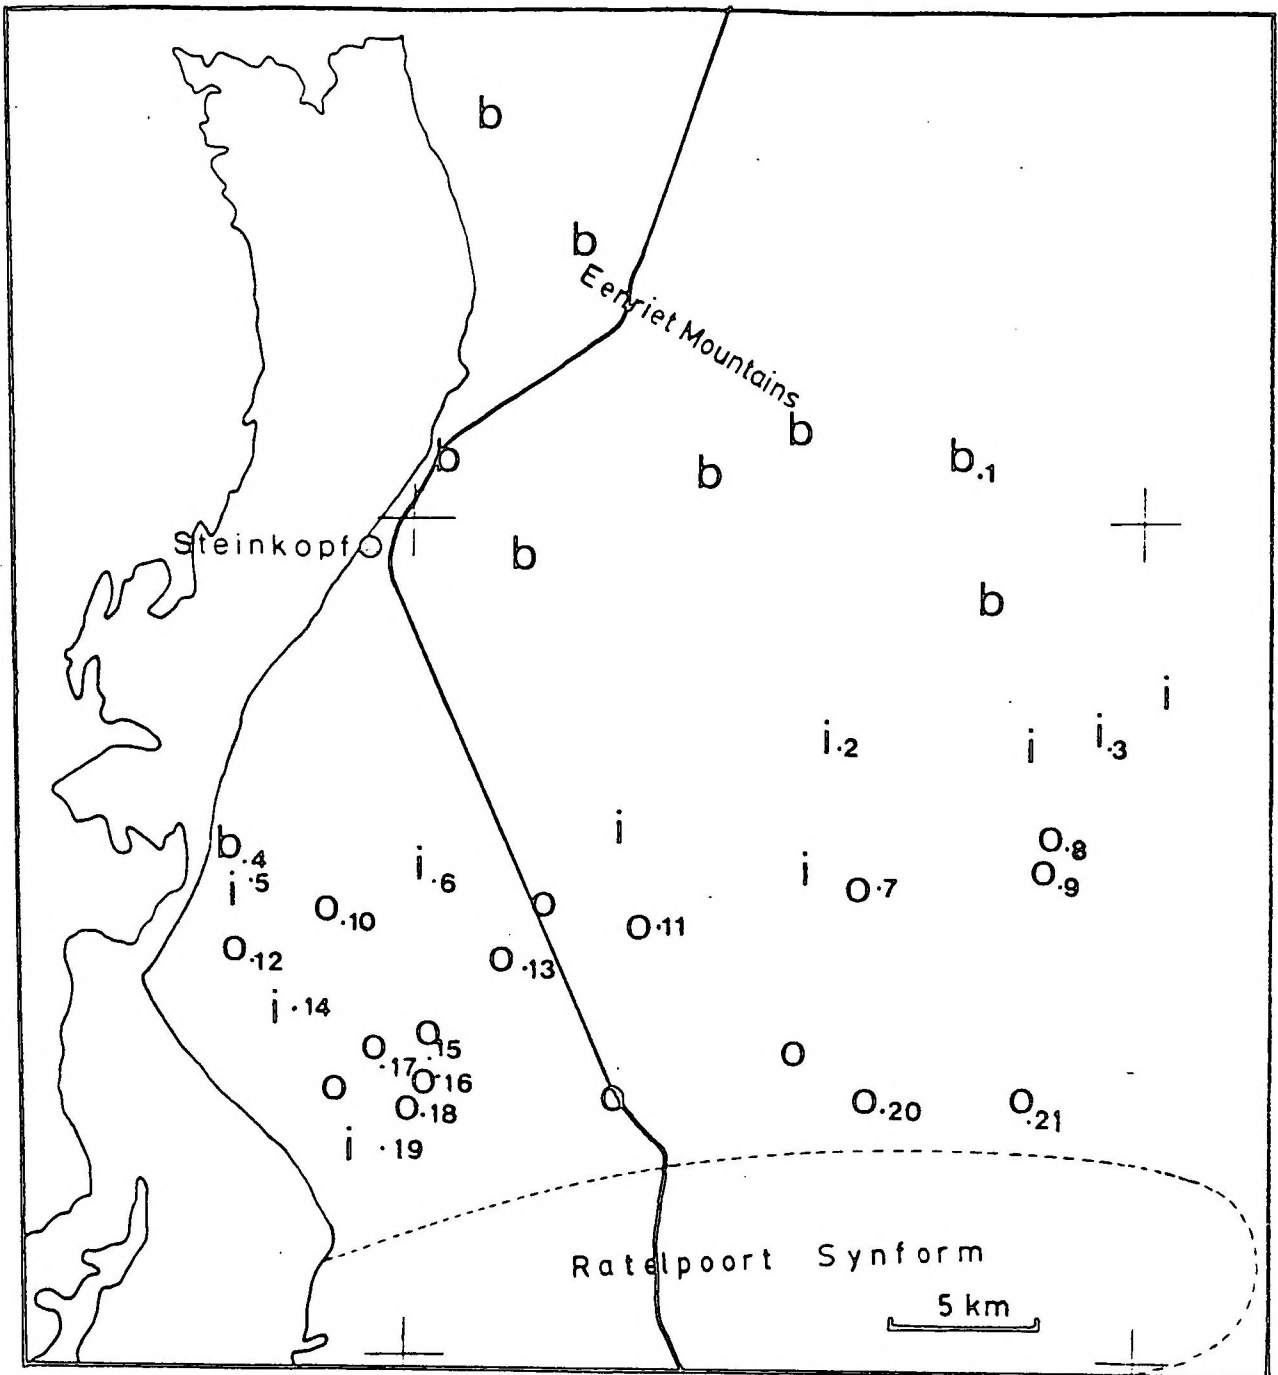 b
b
Eenriet Mountains
b
b
b
b.1
Steinkopf
b
b
i
i.2
i
i.3
i
b.4
i.5
i.6
i
O.7
O.8
O.9
O.10
O
O.11
O.12
O.13
i.14
O.15
O.17
O.16
O
O.18
O
O
O.20
O.21
i.19
Ratelpoort Synform
5 km